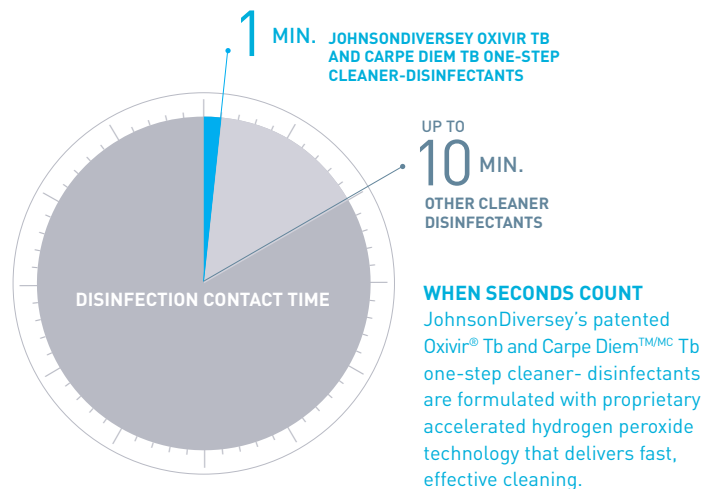 1 MIN. JOHNSONDIVERSEY OXIVIR TB
AND CARPE DIEM TB ONE-STEP
CLEANER-DISINFECTANTS
UP TO
10 MIN.
OTHER CLEANER
DISINFECTANTS
DISINFECTION CONTACT TIME
WHEN SECONDS COUNT
JohnsonDiversey's patented
Oxivir® Tb and Carpe Diem™/MC Tb
one-step cleaner- disinfectants
are formulated with proprietary
accelerated hydrogen peroxide
technology that delivers fast,
effective cleaning.